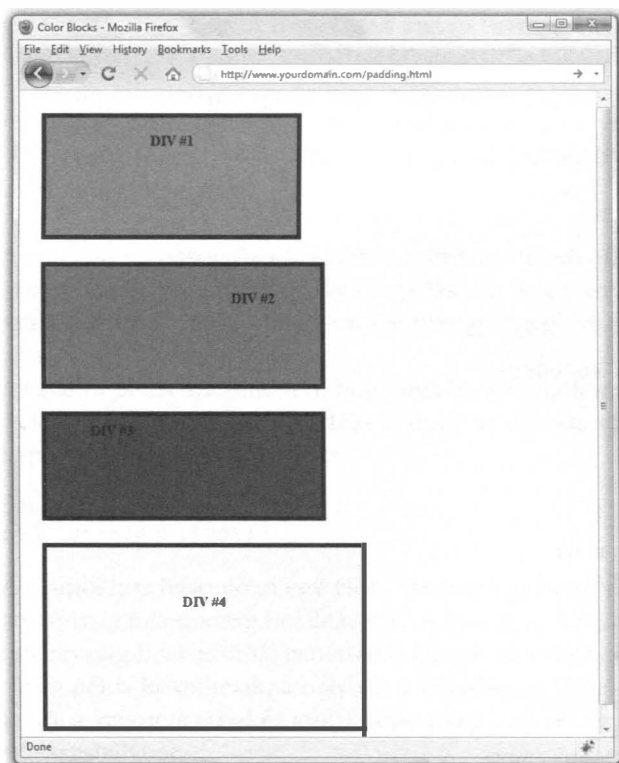 Color Blocks - Mozilla Firefox
File Edit View History Bookmarks Tools Help
http://www.yourdomain.com/padding.html
DIV #1
DIV #2
DIV #3
DIV #4
Done